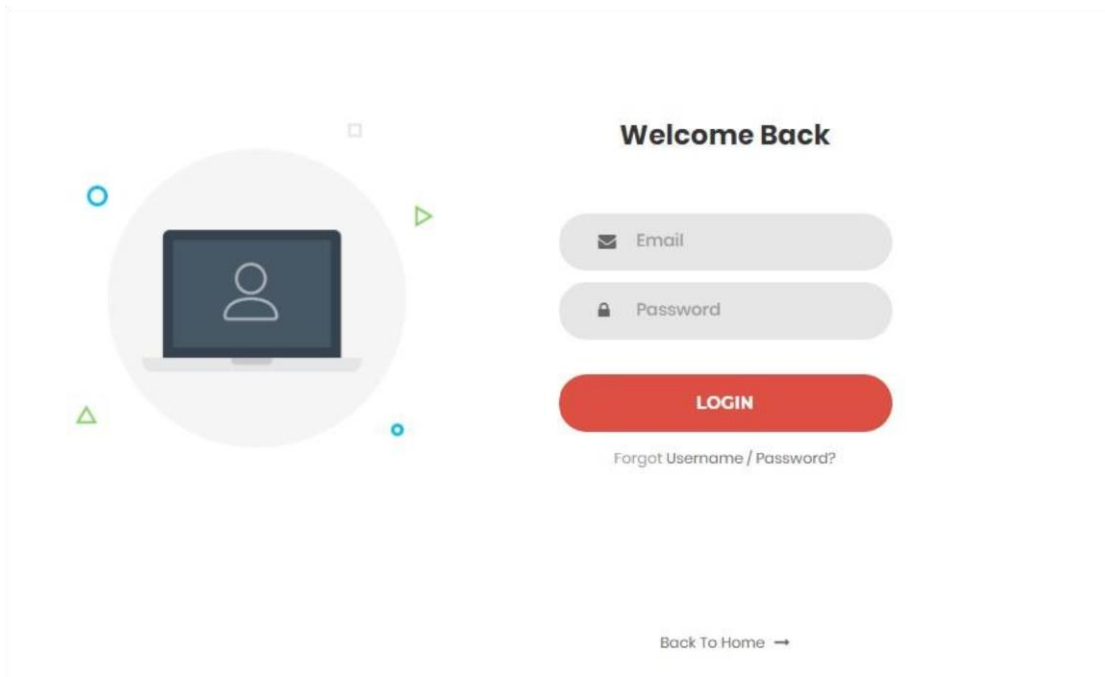 Welcome Back
Email
Password
LOGIN
Forgot Username / Password?
Back To Home →